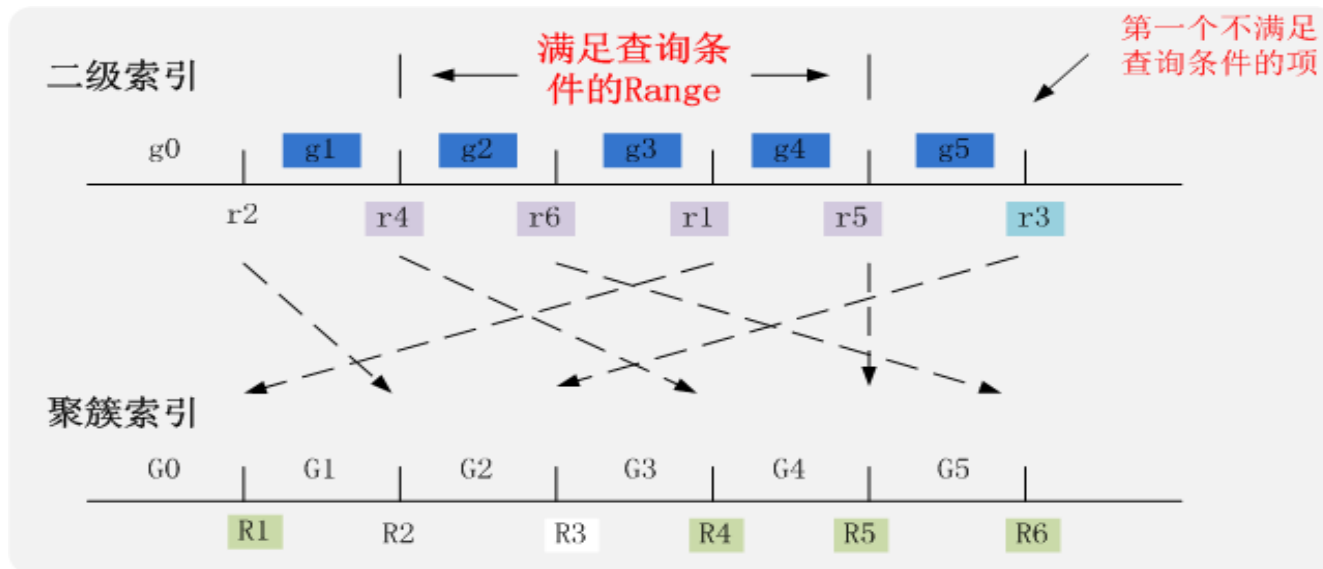 第一个不满足
查询条件的项
满足查询条
件的Range
二级索引
g0 g1 g2 g3 g4 g5
r2 r4 r6 r1 r5 r3
聚簇索引
G0 G1 G2 G3 G4 G5
R1 R2 R3 R4 R5 R6